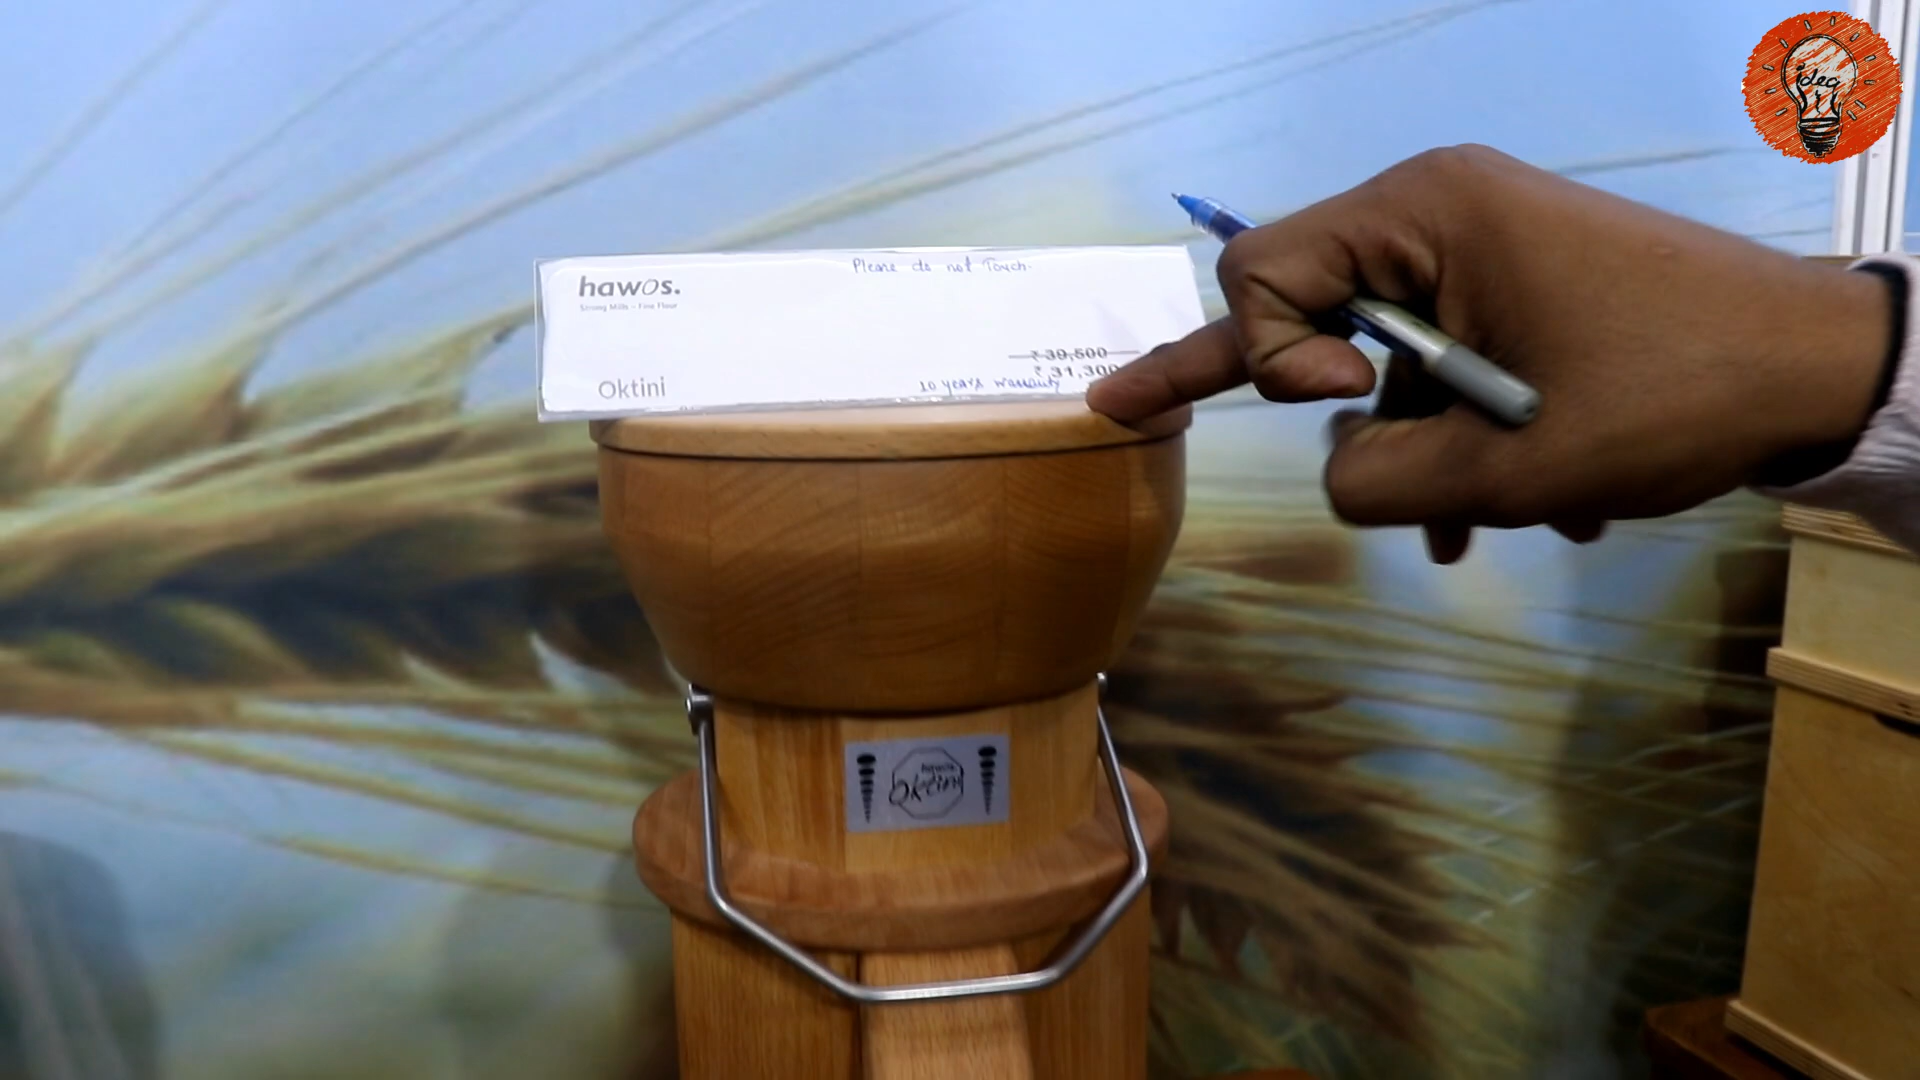 Please do not Touch.
hawos.
Strong Mills – Fine Flour
₹ 39,500
₹ 31,300
10 years warranty
Oktini
hawos
Oktini
idea